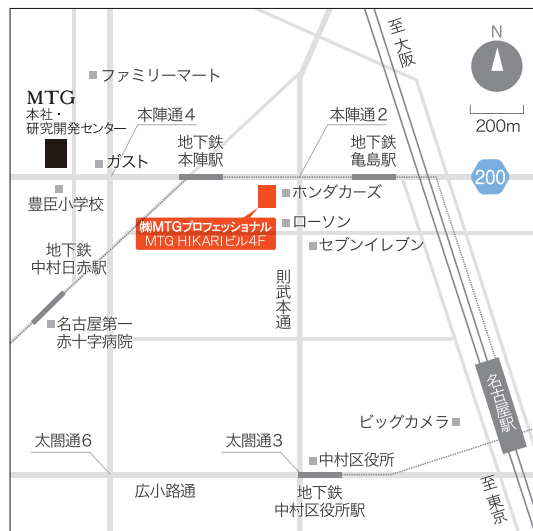 至大阪
N
200m
ファミリーマート
MTG
本社・
研究開発センター
本陣通4
本陣通2
地下鉄
本陣駅
地下鉄
亀島駅
ガスト
200
豊臣小学校
ホンダカーズ
㈱MTGプロフェッショナル
MTG HIKARIビル4F
ローソン
セブンイレブン
地下鉄
中村日赤駅
則武本通
名古屋第一
赤十字病院
名古屋駅
ビッグカメラ
太閤通6
太閤通3
中村区役所
広小路通
地下鉄
中村区役所駅
至東京